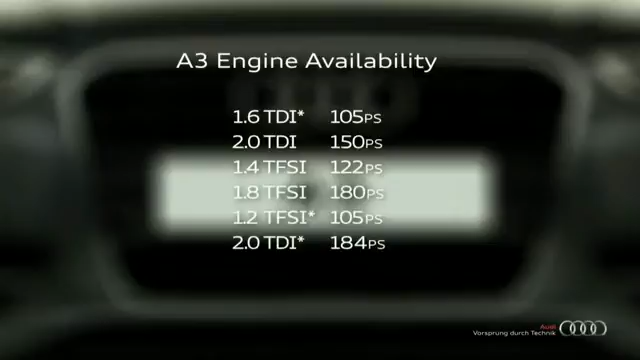 A3 Engine Availability
1.6 TDI* 105PS
2.0 TDI 150PS
1.4 TFSI 122PS
1.8 TFSI 180PS
1.2 TFSI* 105PS
2.0 TDI* 184PS
Audi
Vorsprung durch Technik